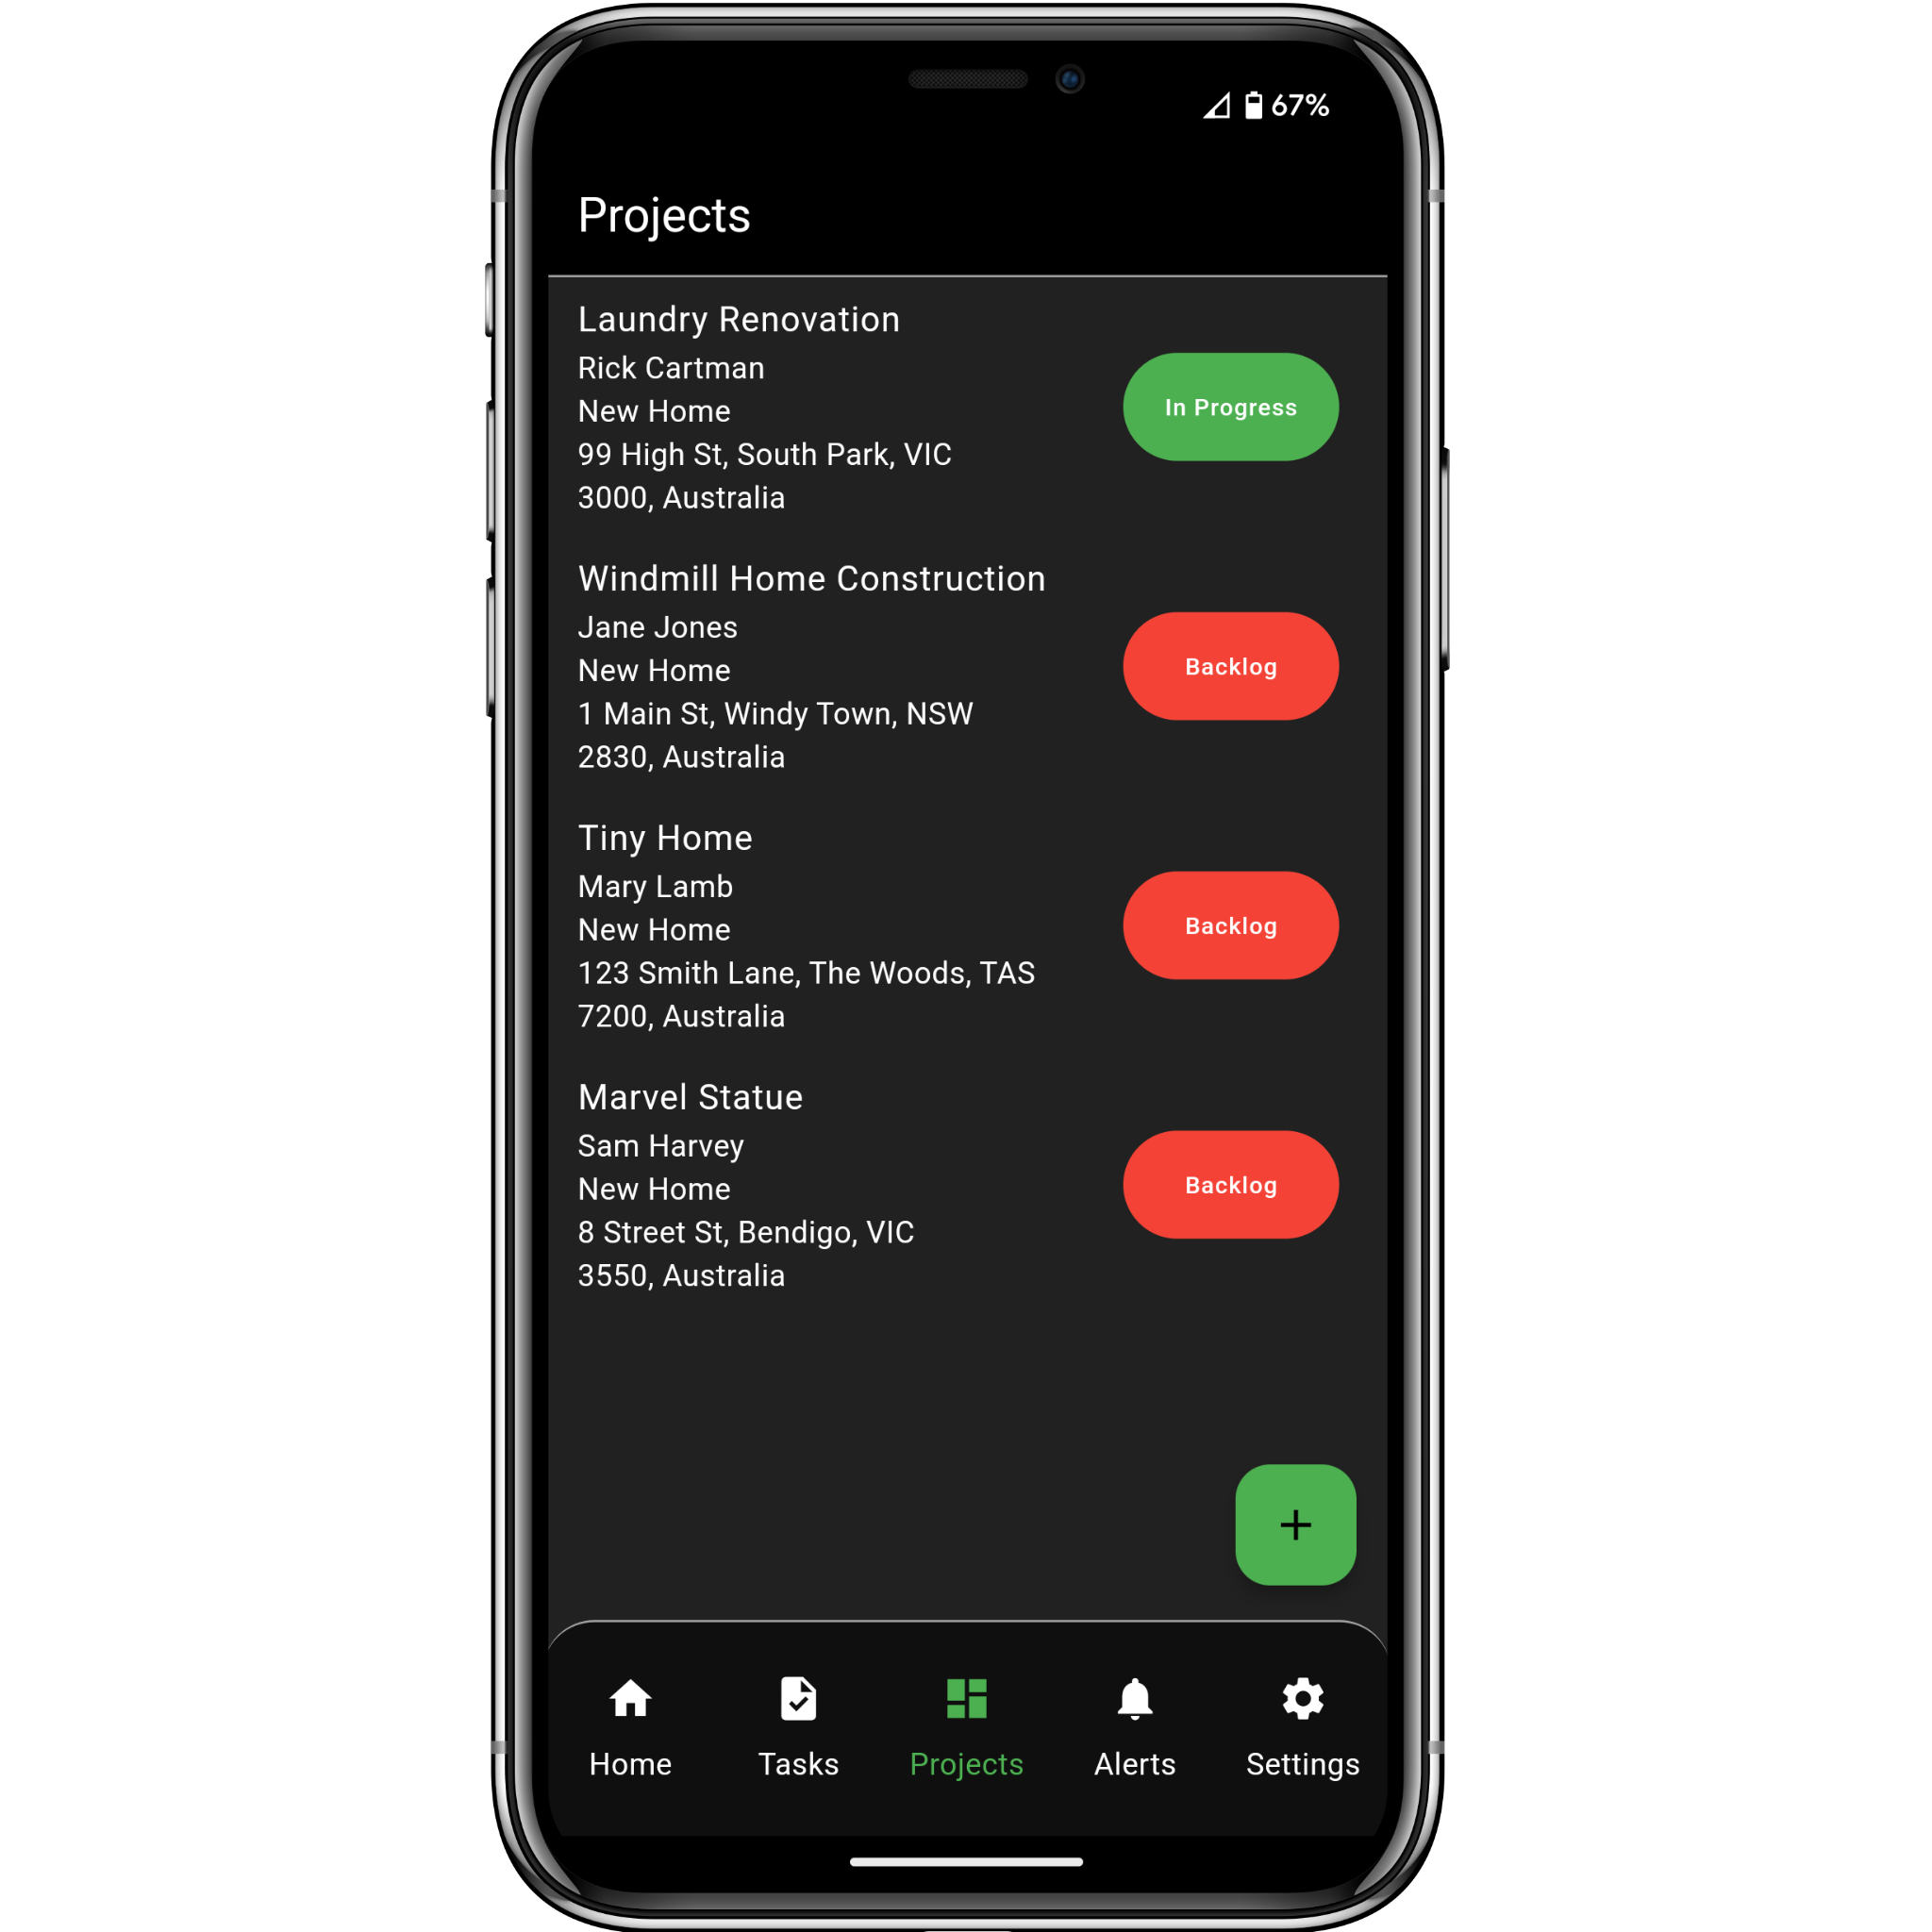 67%
Projects
Laundry Renovation
Rick Cartman
New Home
99 High St, South Park, VIC
3000, Australia
In Progress
Windmill Home Construction
Jane Jones
New Home
1 Main St, Windy Town, NSW
2830, Australia
Backlog
Tiny Home
Mary Lamb
New Home
123 Smith Lane, The Woods, TAS
7200, Australia
Backlog
Marvel Statue
Sam Harvey
New Home
8 Street St, Bendigo, VIC
3550, Australia
Backlog
+
Home
Tasks
Projects
Alerts
Settings